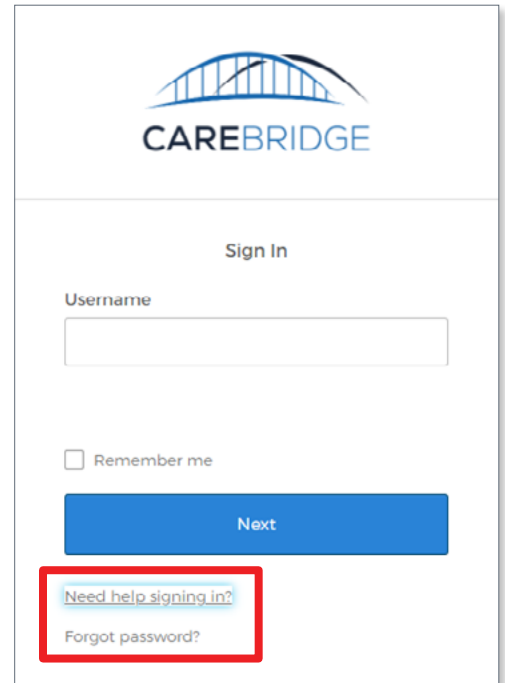 CAREBRIDGE
Sign In
Username
Remember me
Next
Need help signing in?
Forgot password?